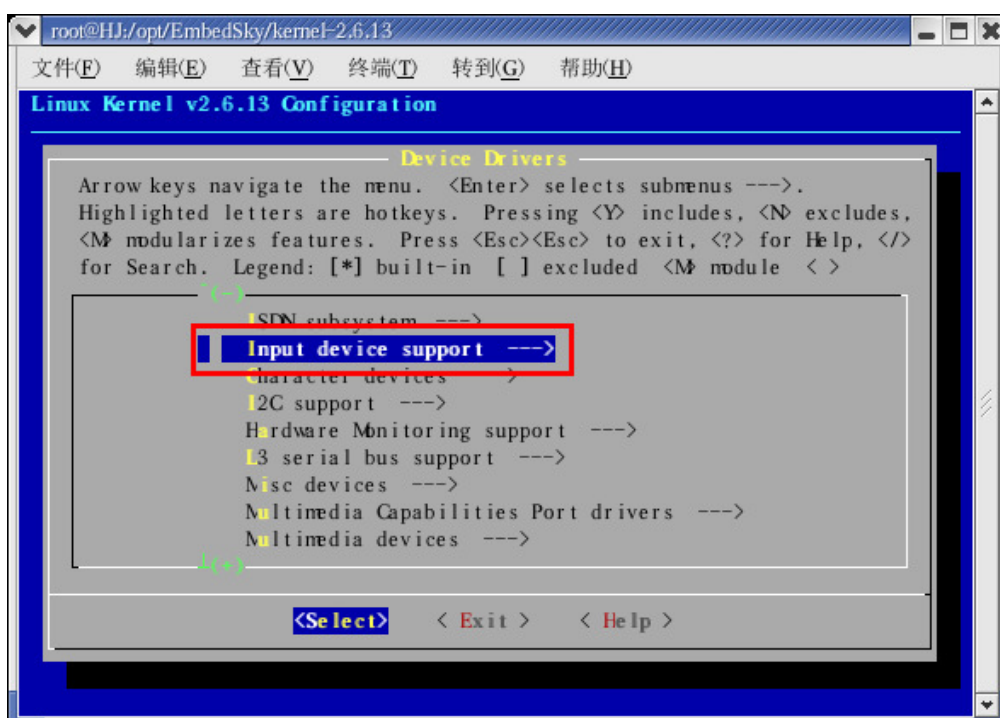 root@HJ:/opt/EmbedSky/kernel-2.6.13
文件(F) 编辑(E) 查看(V) 终端(T) 转到(G) 帮助(H)
Linux Kernel v2.6.13 Configuration
Device Drivers
Arrow keys navigate the menu. <Enter> selects submenus --->.
Highlighted letters are hotkeys. Pressing <Y> includes, <N> excludes,
<M> modularizes features. Press <Esc><Esc> to exit, <?> for Help, </>
for Search. Legend: [*] built-in [ ] excluded <M> module < >
^(-)
ISDN subsystem --->
Input device support --->
Character devices --->
I2C support --->
Hardware Monitoring support --->
L3 serial bus support --->
Misc devices --->
Multimedia Capabilities Port drivers --->
Multimedia devices --->
┴(+)
<Select> < Exit > < Help >